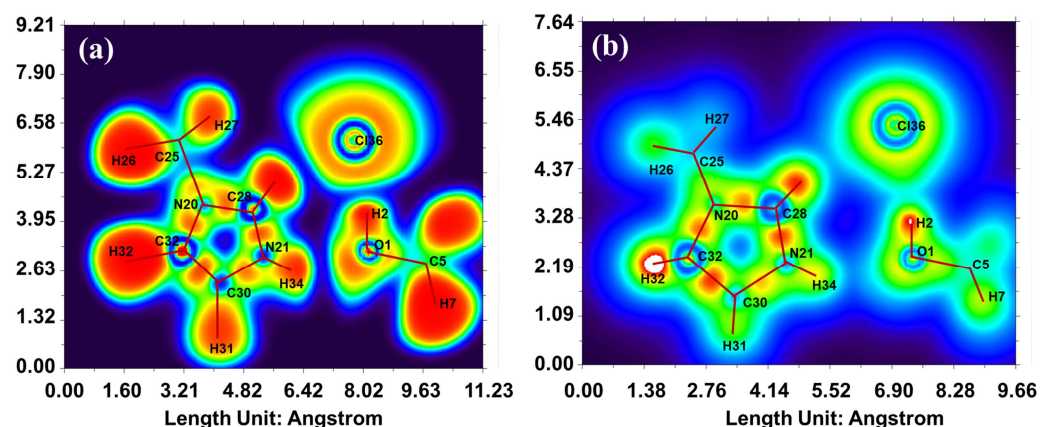 (a)
9.21
7.90
6.58
5.27
3.95
2.63
1.32
0.00
H27
H26
C25
Cl36
N20
C28
H2
H32
C32
N21
O1
C5
C30
H34
H7
H31
0.00 1.60 3.21 4.82 6.42 8.02 9.63 11.23
Length Unit: Angstrom
(b)
7.64
6.55
5.46
4.37
3.28
2.19
1.09
0.00
H27
Cl36
C25
H26
N20
C28
H2
H32
C32
N21
O1
C5
H34
C30
H7
H31
0.00 1.38 2.76 4.14 5.52 6.90 8.28 9.66
Length Unit: Angstrom